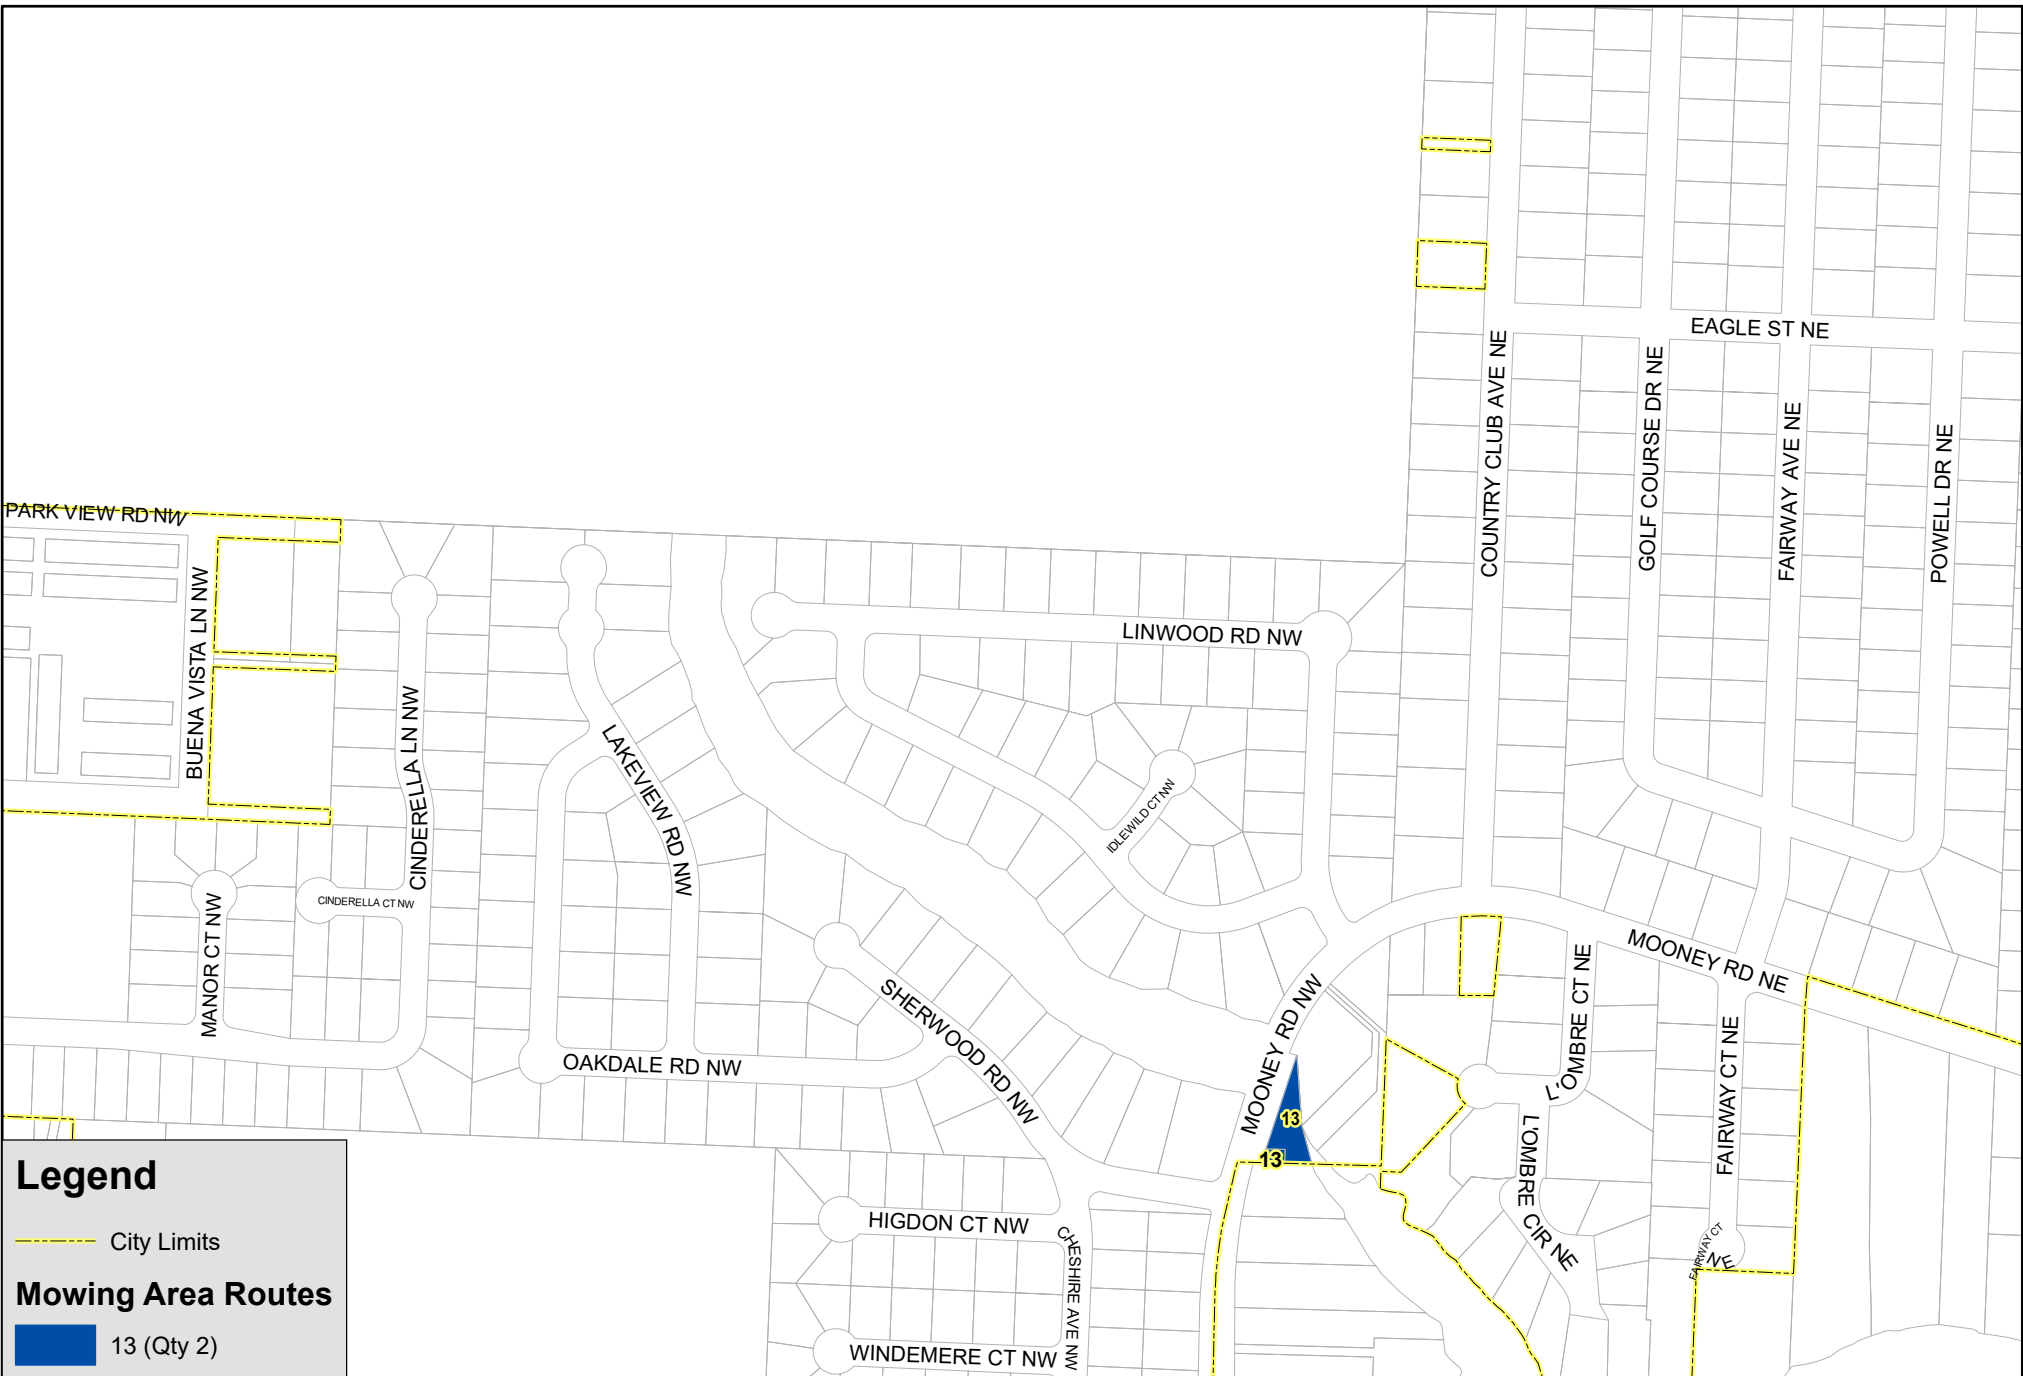 EAGLE ST NE
COUNTRY CLUB AVE NE
GOLF COURSE DR NE
FAIRWAY AVE NE
POWELL DR NE
PARK VIEW RD NW
BUENA VISTA LN NW
CINDERELLA LN NW
LINWOOD RD NW
LAKEVIEW RD NW
IDLEWILD CT NW
CINDERELLA CT NW
MANOR CT NW
MOONEY RD NE
SHERWOOD RD NW
OAKDALE RD NW
MOONEY RD NW
L'OMBRE CT NE
FAIRWAY CT NE
13
13
L'OMBRE CIR NE
HIGDON CT NW
CHESHIRE AVE NW
FAIRWAY CT
NE
WINDEMERE CT NW
Legend
City Limits
Mowing Area Routes
13 (Qty 2)